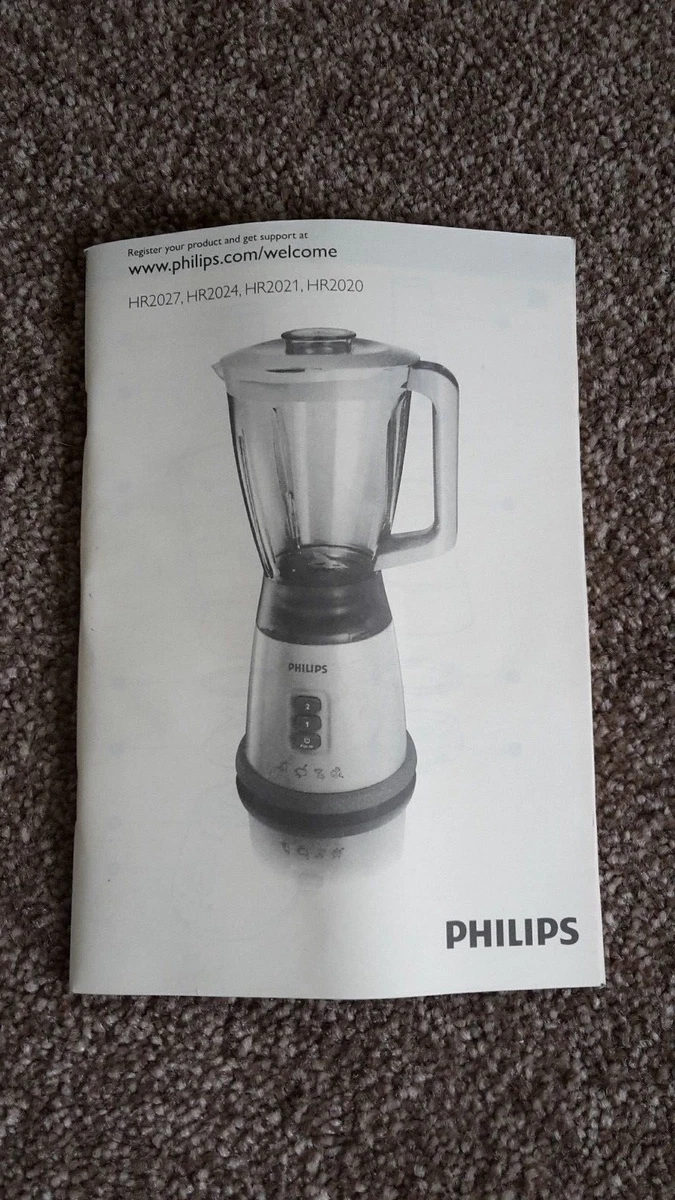 Register your product and get support at
www.philips.com/welcome
HR2027, HR2024, HR2021, HR2020
PHILIPS
2
1
PHILIPS